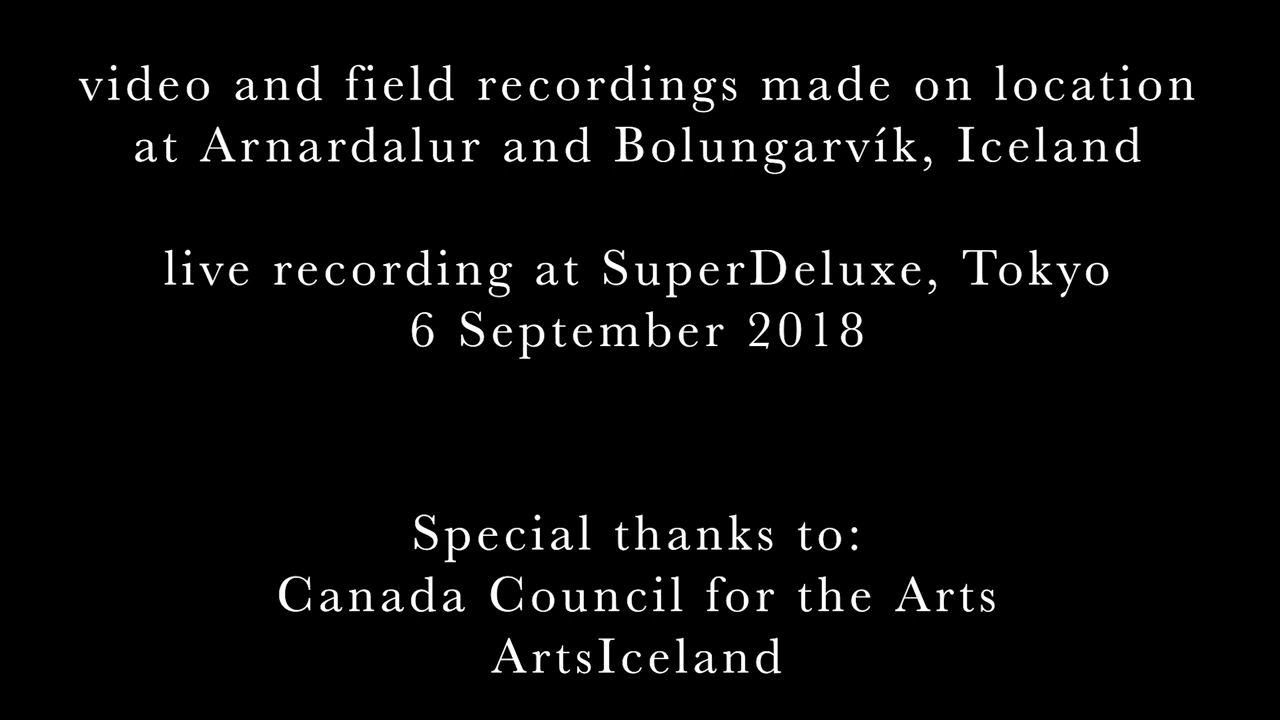 video and field recordings made on location
at Arnardalur and Bolungarvík, Iceland
live recording at SuperDeluxe, Tokyo
6 September 2018
Special thanks to:
Canada Council for the Arts
ArtsIceland